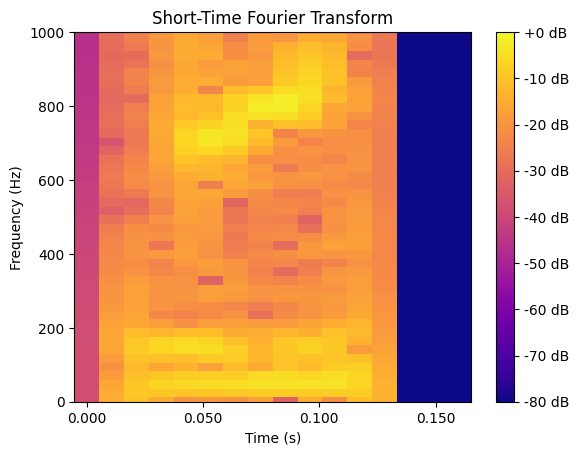 Short-Time Fourier Transform
1000
800
600
400
200
0
Frequency (Hz)
0.000
0.050
0.100
0.150
Time (s)
+0 dB
-10 dB
-20 dB
-30 dB
-40 dB
-50 dB
-60 dB
-70 dB
-80 dB